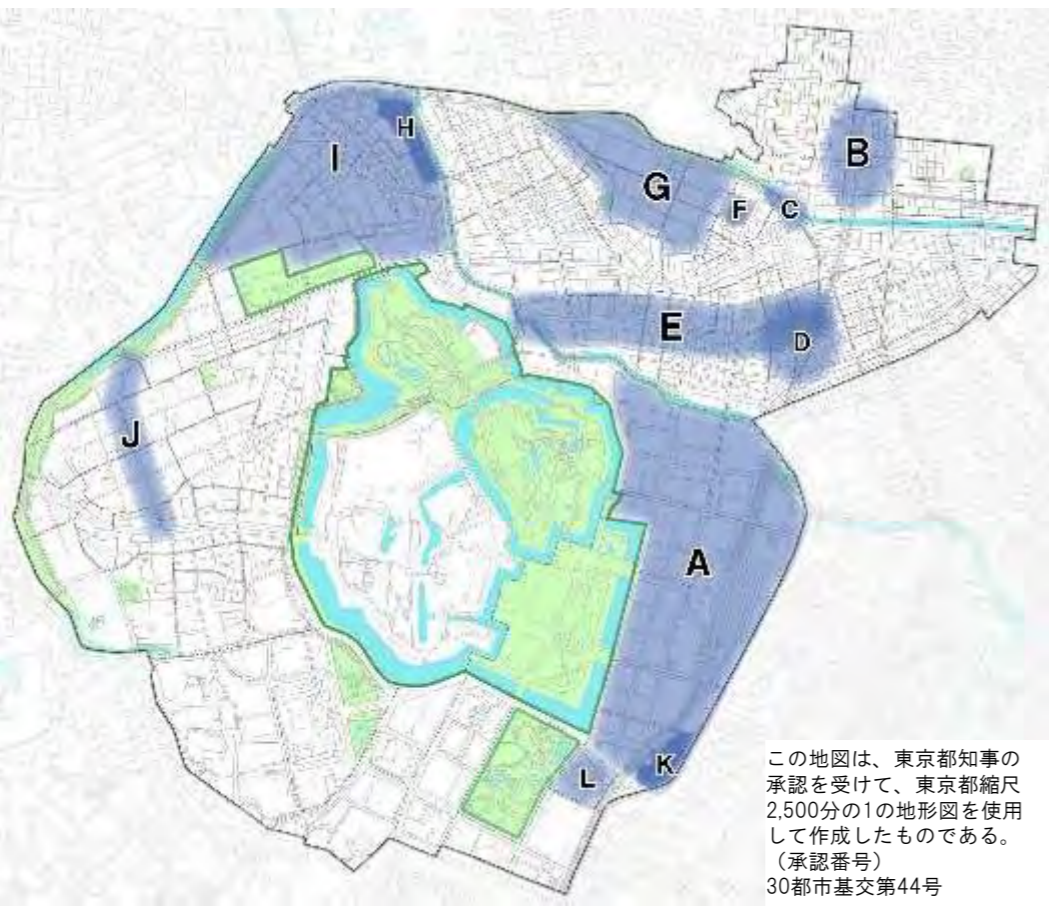 H
I
B
G
F
C
E
D
J
A
K
L
この地図は、東京都知事の
承認を受けて、東京都縮尺
2,500分の1の地形図を使用
して作成したものである。
（承認番号）
30都市基交第44号